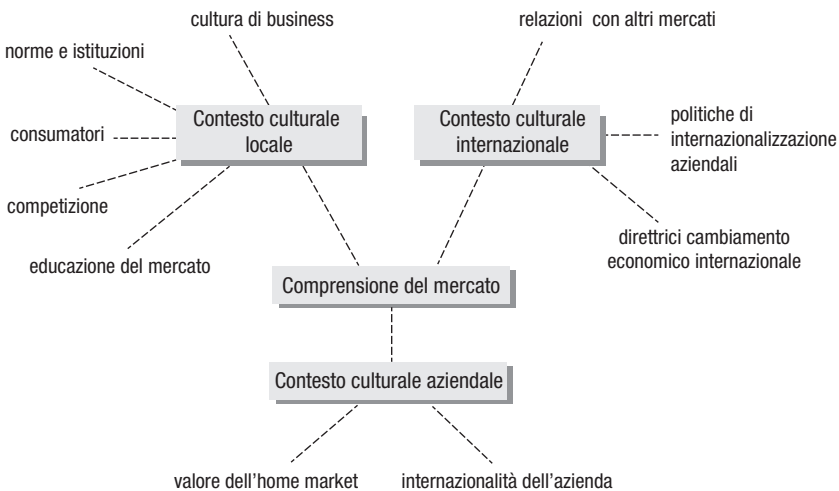 cultura di business
relazioni con altri mercati
norme e istituzioni
Contesto culturale
locale
Contesto culturale
internazionale
politiche di
internazionalizzazione
aziendali
consumatori
competizione
educazione del mercato
direttrici cambiamento
economico internazionale
Comprensione del mercato
Contesto culturale aziendale
valore dell'home market
internazionalità dell'azienda